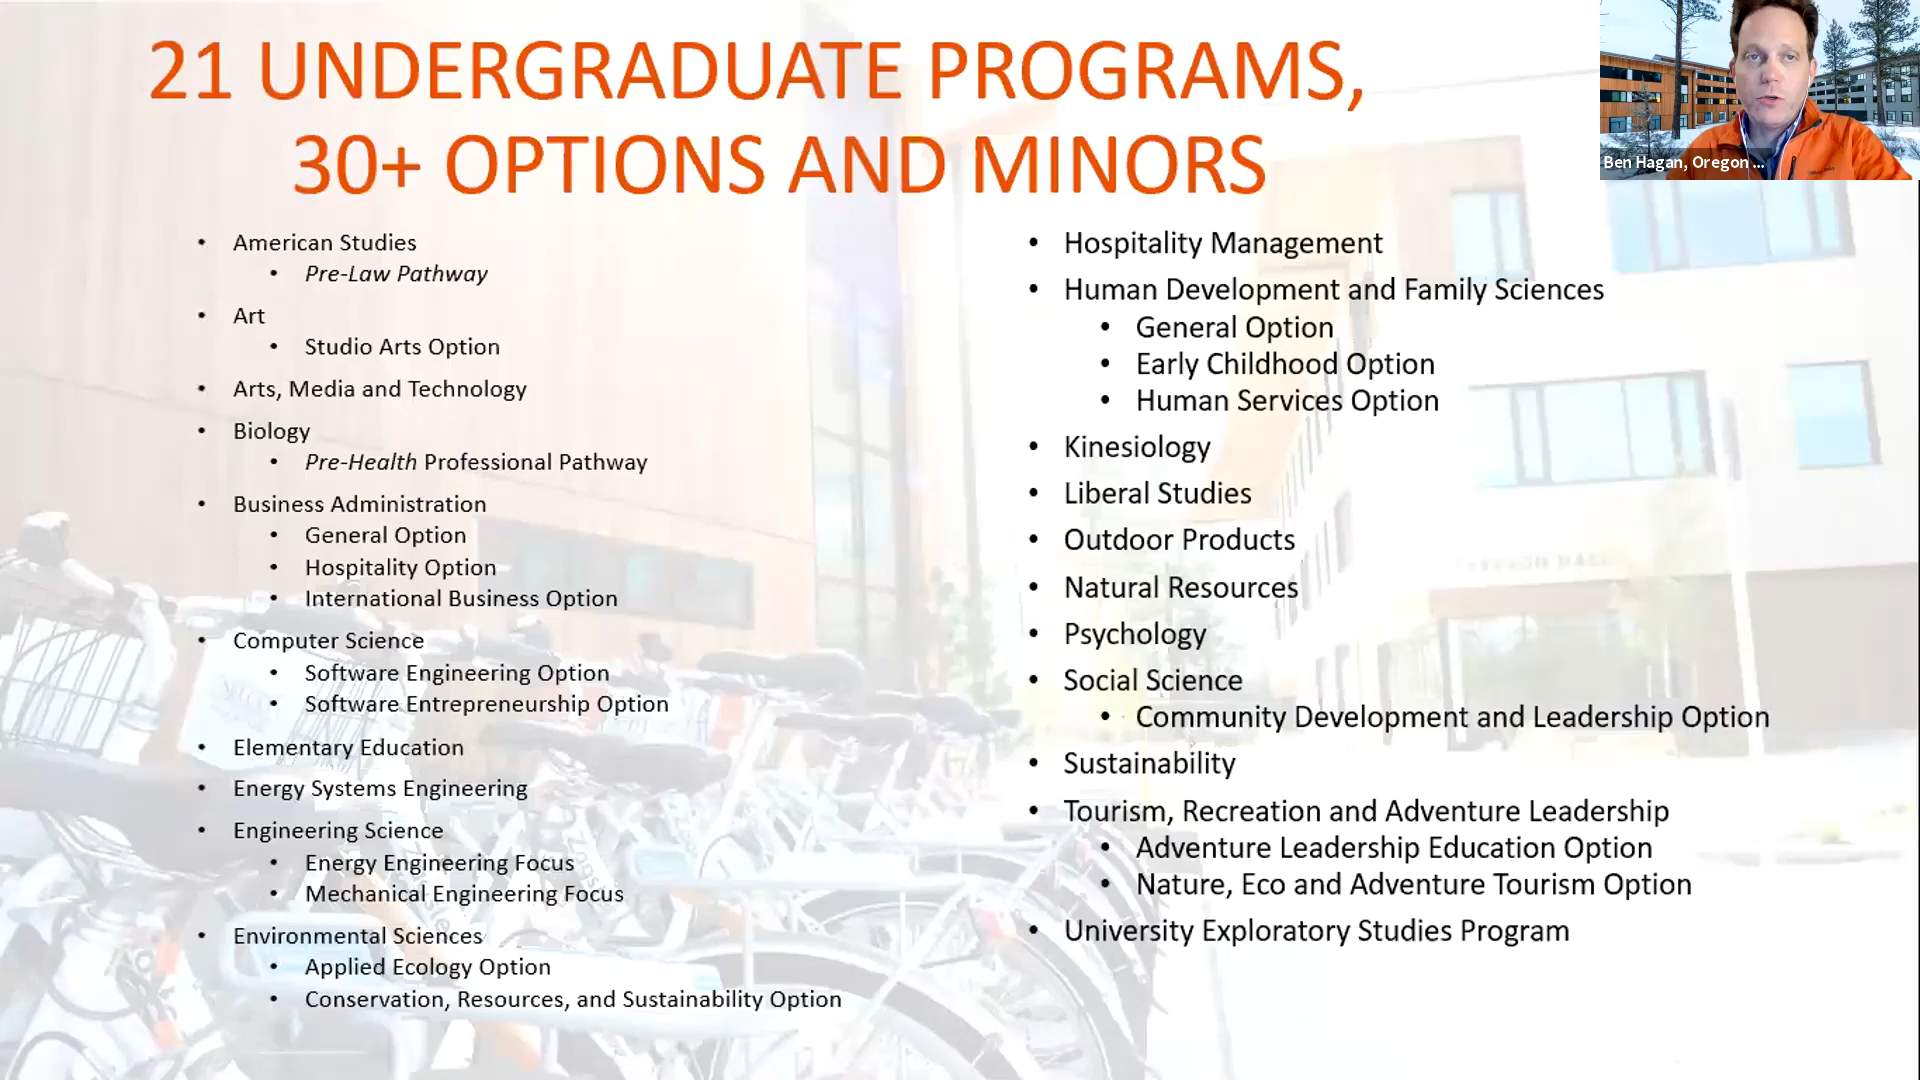 21 UNDERGRADUATE PROGRAMS,
30+ OPTIONS AND MINORS
Ben Hagan, Oregon ...
• American Studies
• Pre-Law Pathway
• Art
• Studio Arts Option
• Arts, Media and Technology
• Biology
• Pre-Health Professional Pathway
• Business Administration
• General Option
• Hospitality Option
• International Business Option
• Computer Science
• Software Engineering Option
• Software Entrepreneurship Option
• Elementary Education
• Energy Systems Engineering
• Engineering Science
• Energy Engineering Focus
• Mechanical Engineering Focus
• Environmental Sciences
• Applied Ecology Option
• Conservation, Resources, and Sustainability Option
• Hospitality Management
• Human Development and Family Sciences
• General Option
• Early Childhood Option
• Human Services Option
• Kinesiology
• Liberal Studies
• Outdoor Products
• Natural Resources
• Psychology
• Social Science
• Community Development and Leadership Option
• Sustainability
• Tourism, Recreation and Adventure Leadership
• Adventure Leadership Education Option
• Nature, Eco and Adventure Tourism Option
• University Exploratory Studies Program